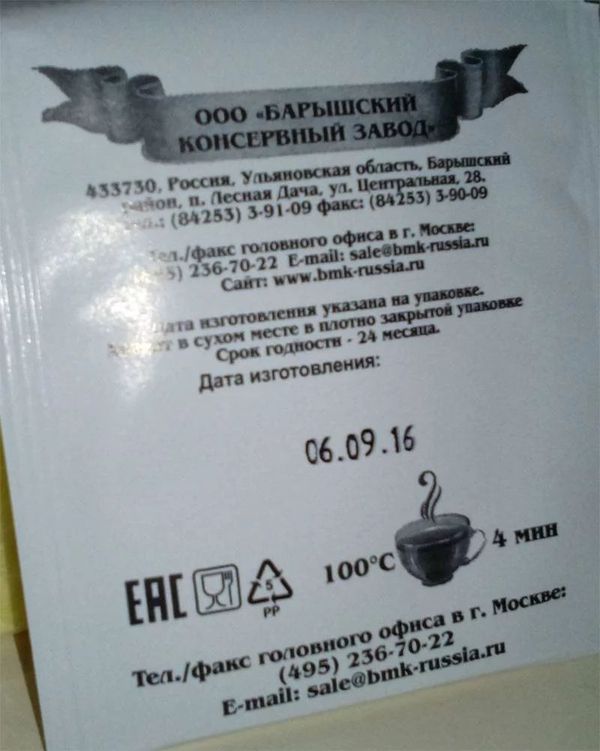 ООО «БАРЫШСКИЙ
КОНСЕРВНЫЙ ЗАВОД»
433730, Россия, Ульяновская область, Барышский
район, п. Лесная Дача, ул. Центральная, 28.
(84253) 3-91-09 факс: (84253) 3-90-09
Тел./факс головного офиса в г. Москве:
236-70-22 E-mail: sale@bmk-russia.ru
Сайт: www.bmk-russia.ru
Дата изготовления указана на упаковке.
в сухом месте в плотно закрытой упаковке
Срок годности - 24 месяца.
Дата изготовления:
06.09.16
100°C
4 мин
EAC
5
PP
Тел./факс головного офиса в г. Москве:
(495) 236-70-22
E-mail: sale@bmk-russia.ru